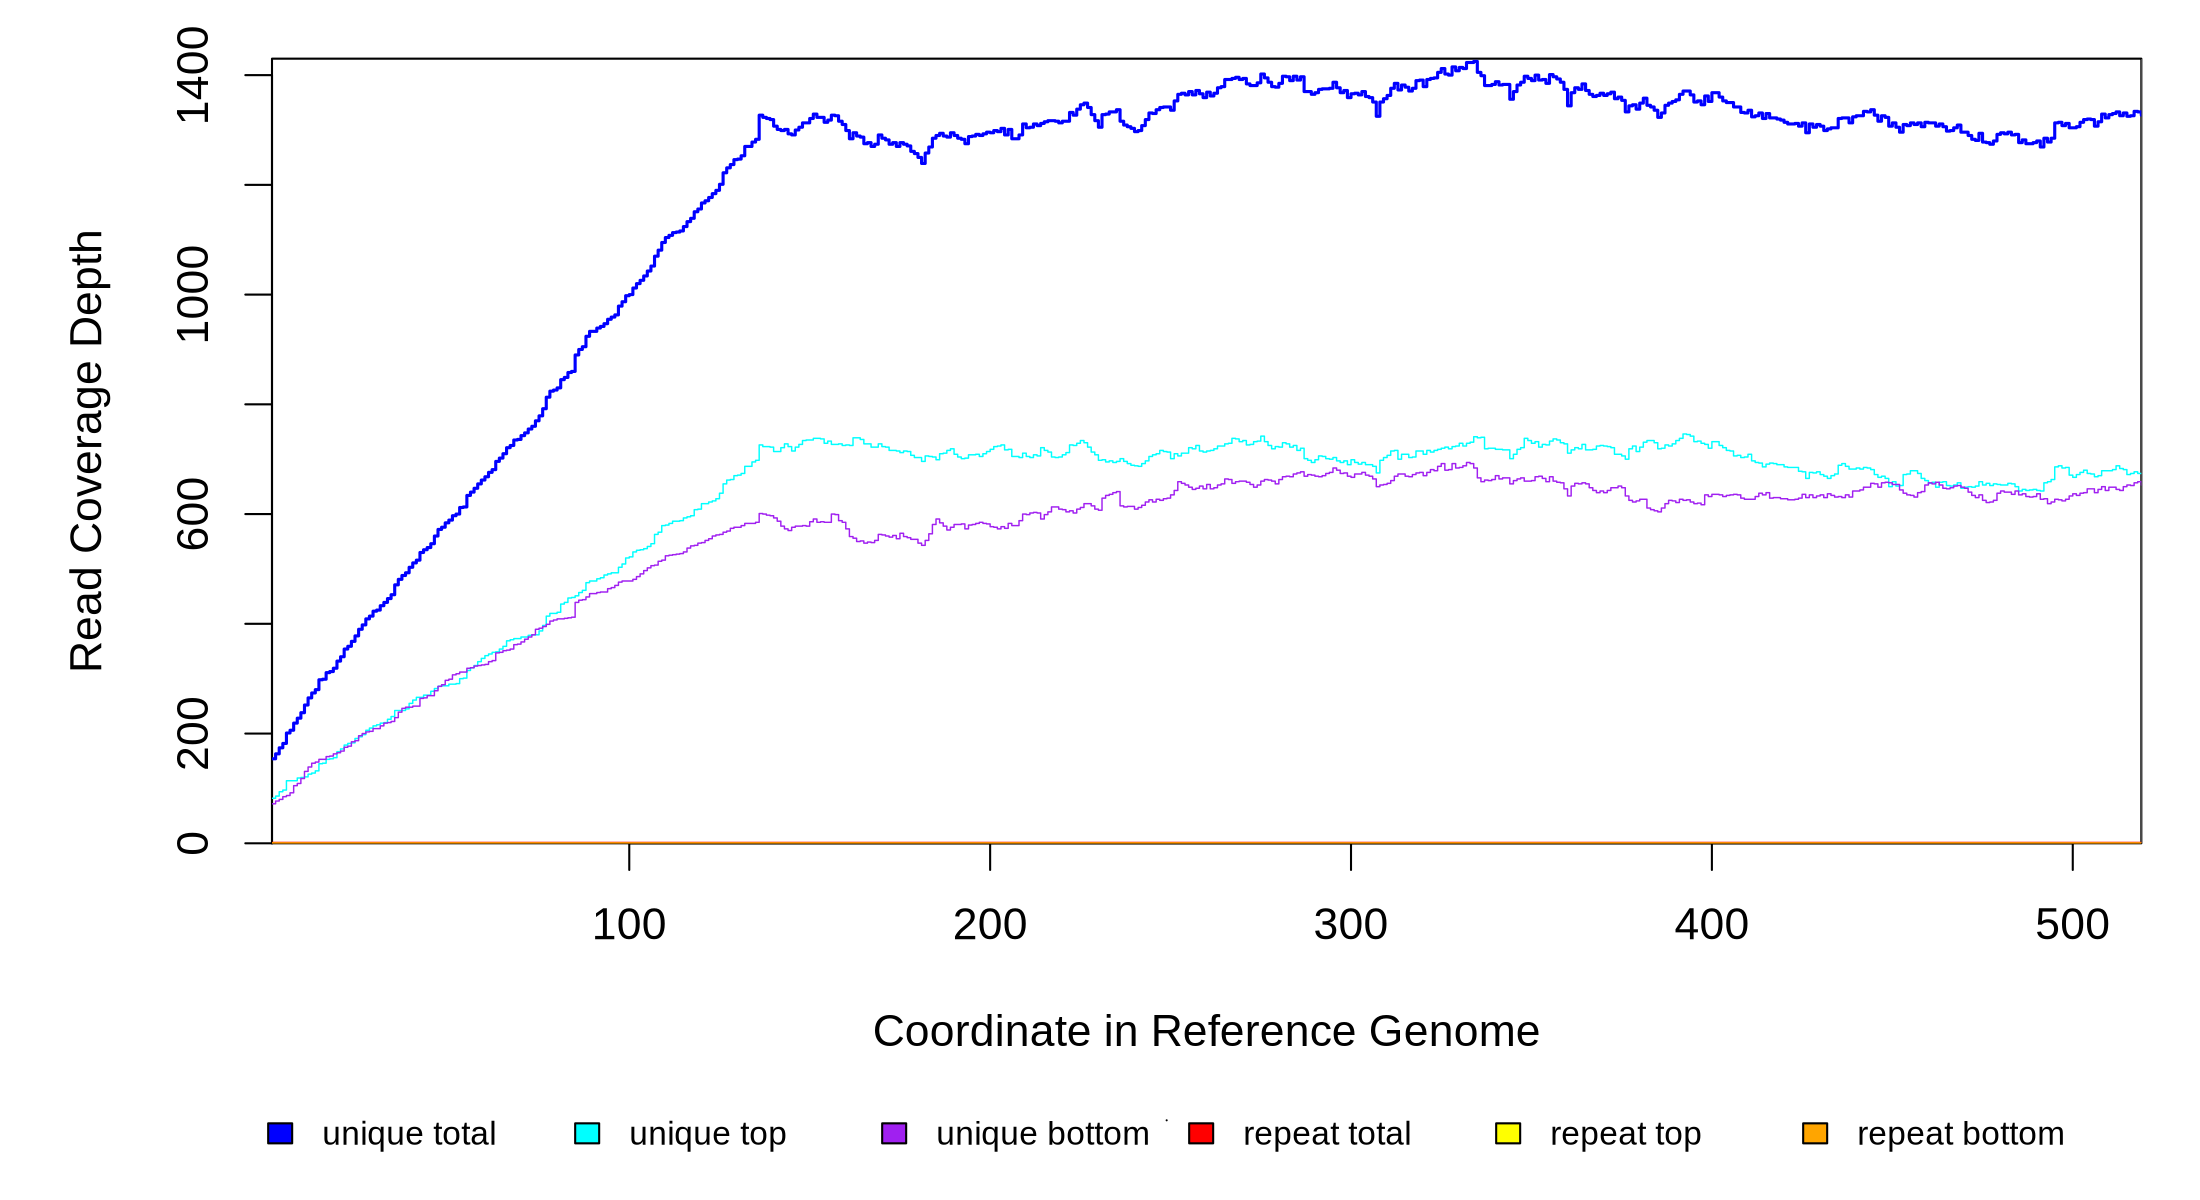 Read Coverage Depth
1400
1000
600
200
0
100 200 300 400 500
Coordinate in Reference Genome
unique total unique top unique bottom repeat total repeat top repeat bottom